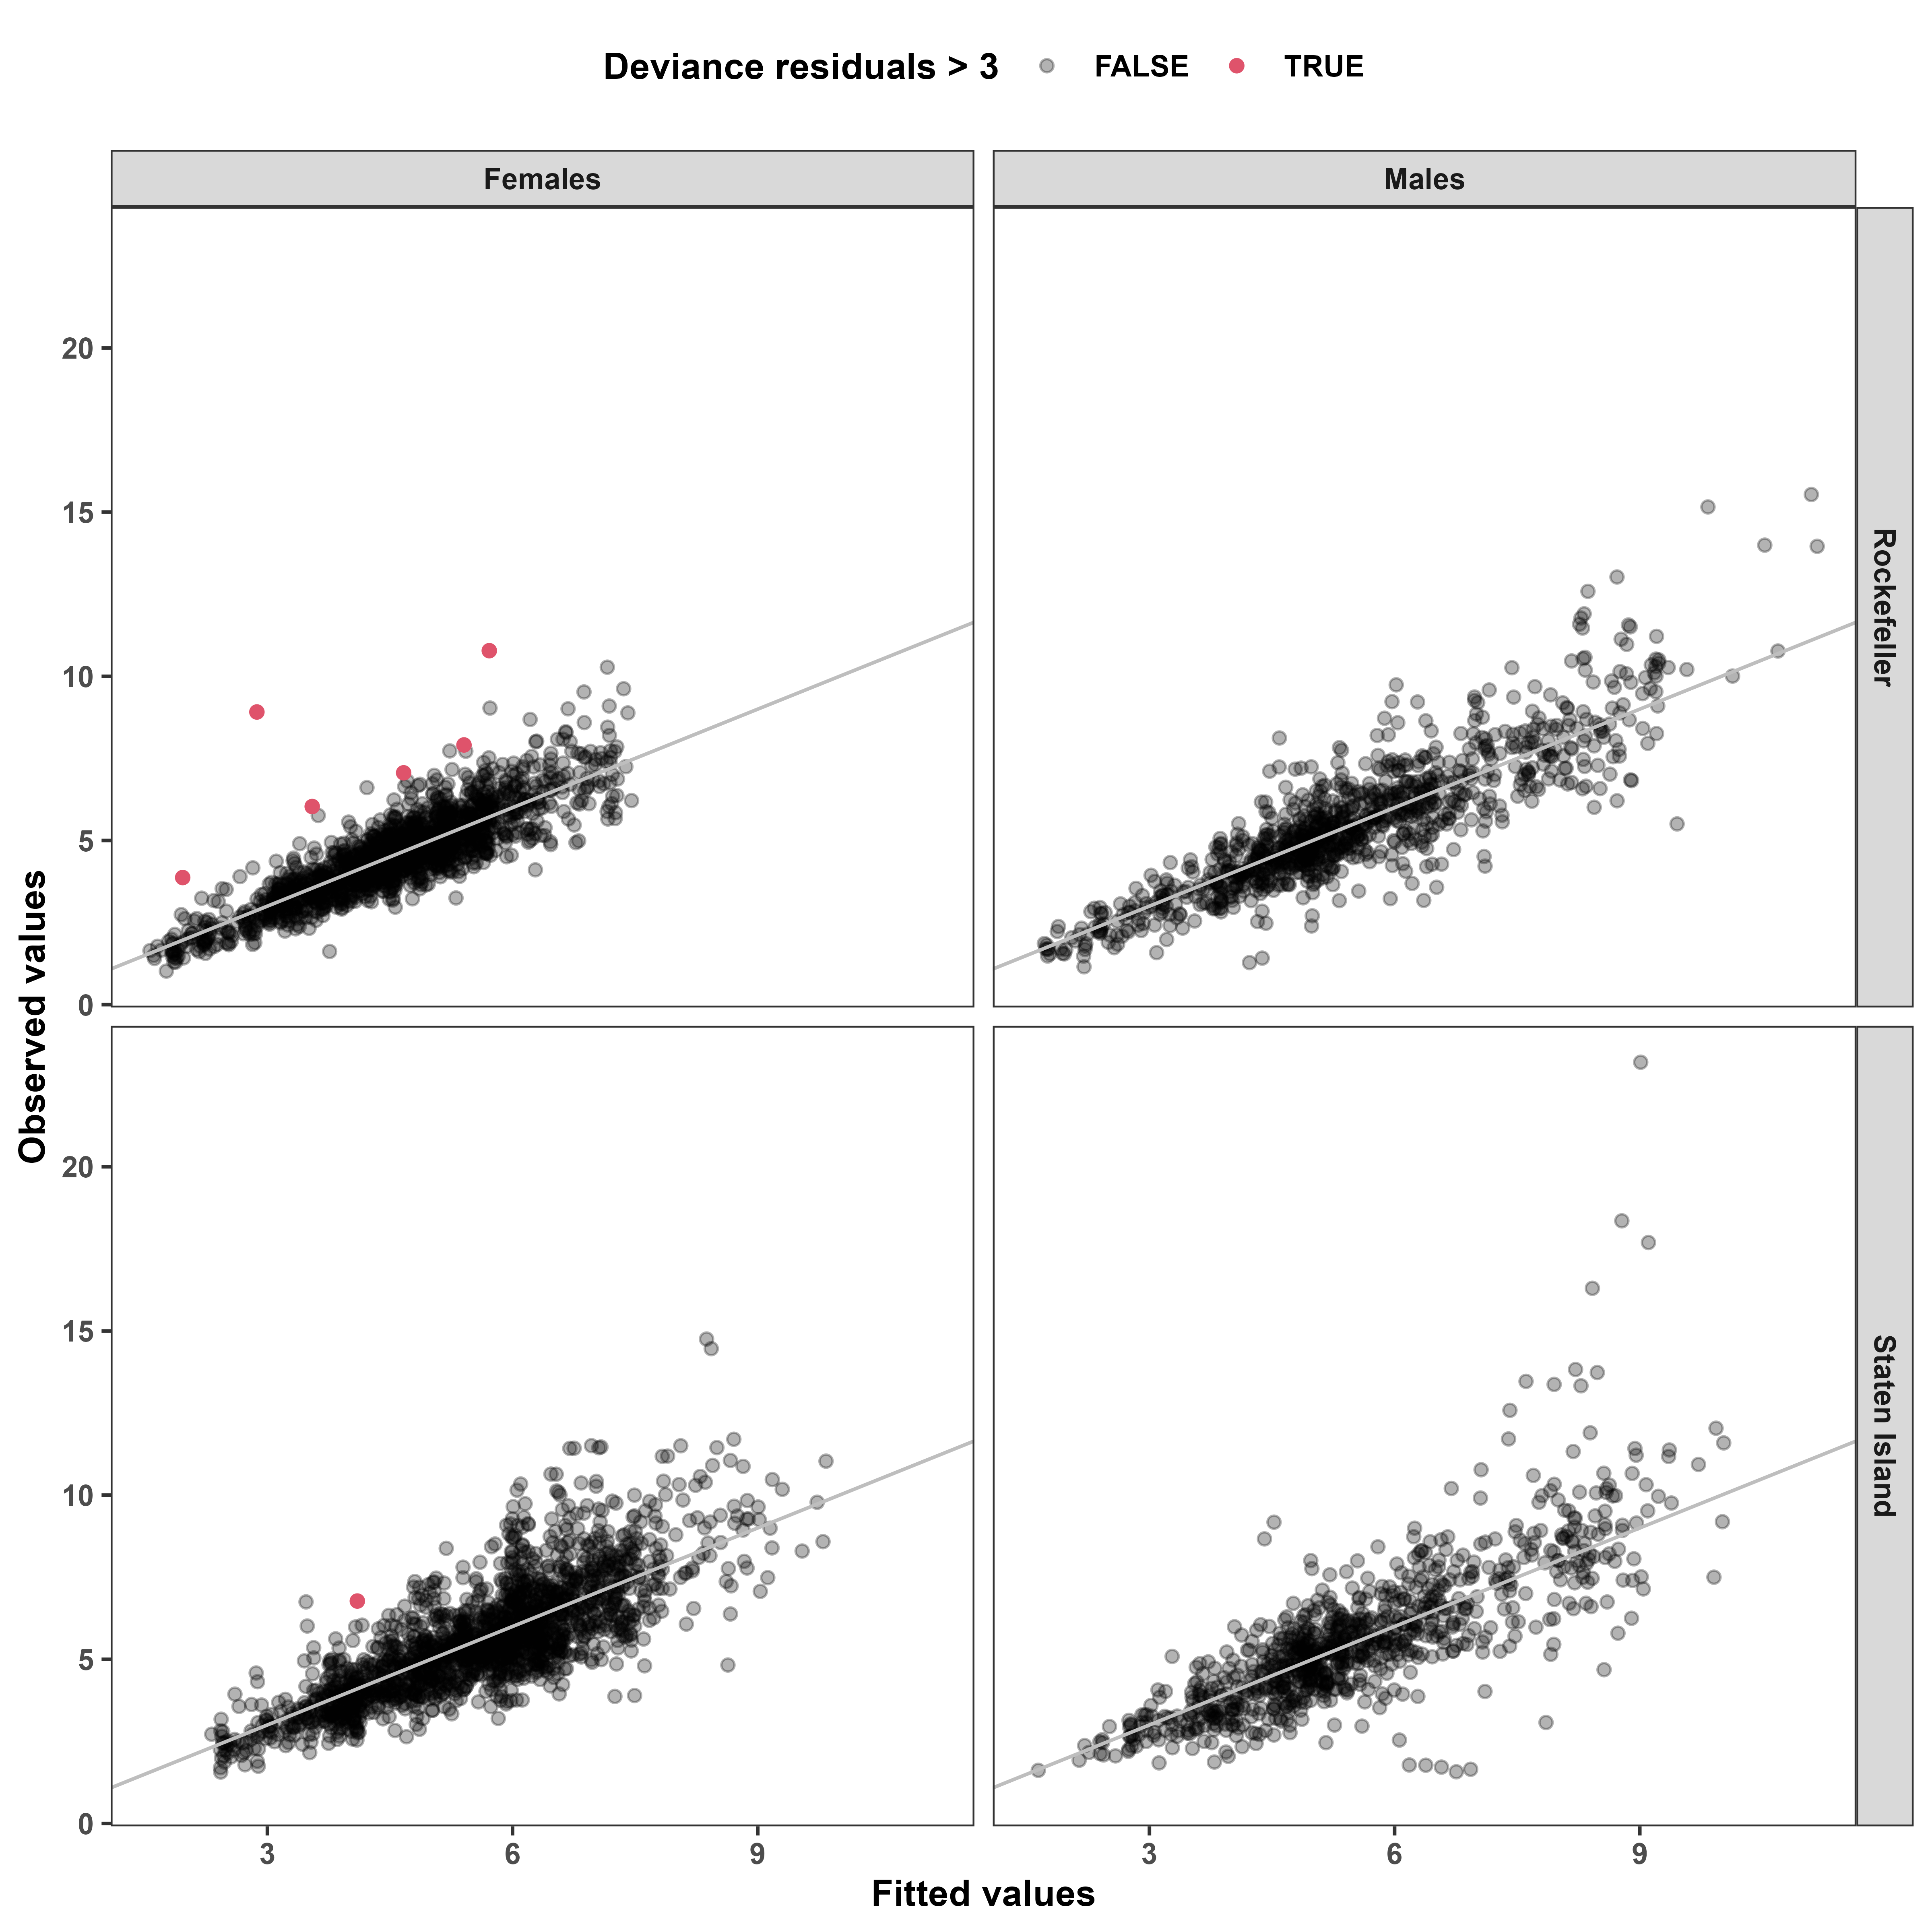 Deviance residuals > 3 FALSE TRUE
Females Males
20
15
10
5
0
Rockefeller
Observed values
20
15
10
5
0
Staten Island
3 6 9 3 6 9
Fitted values